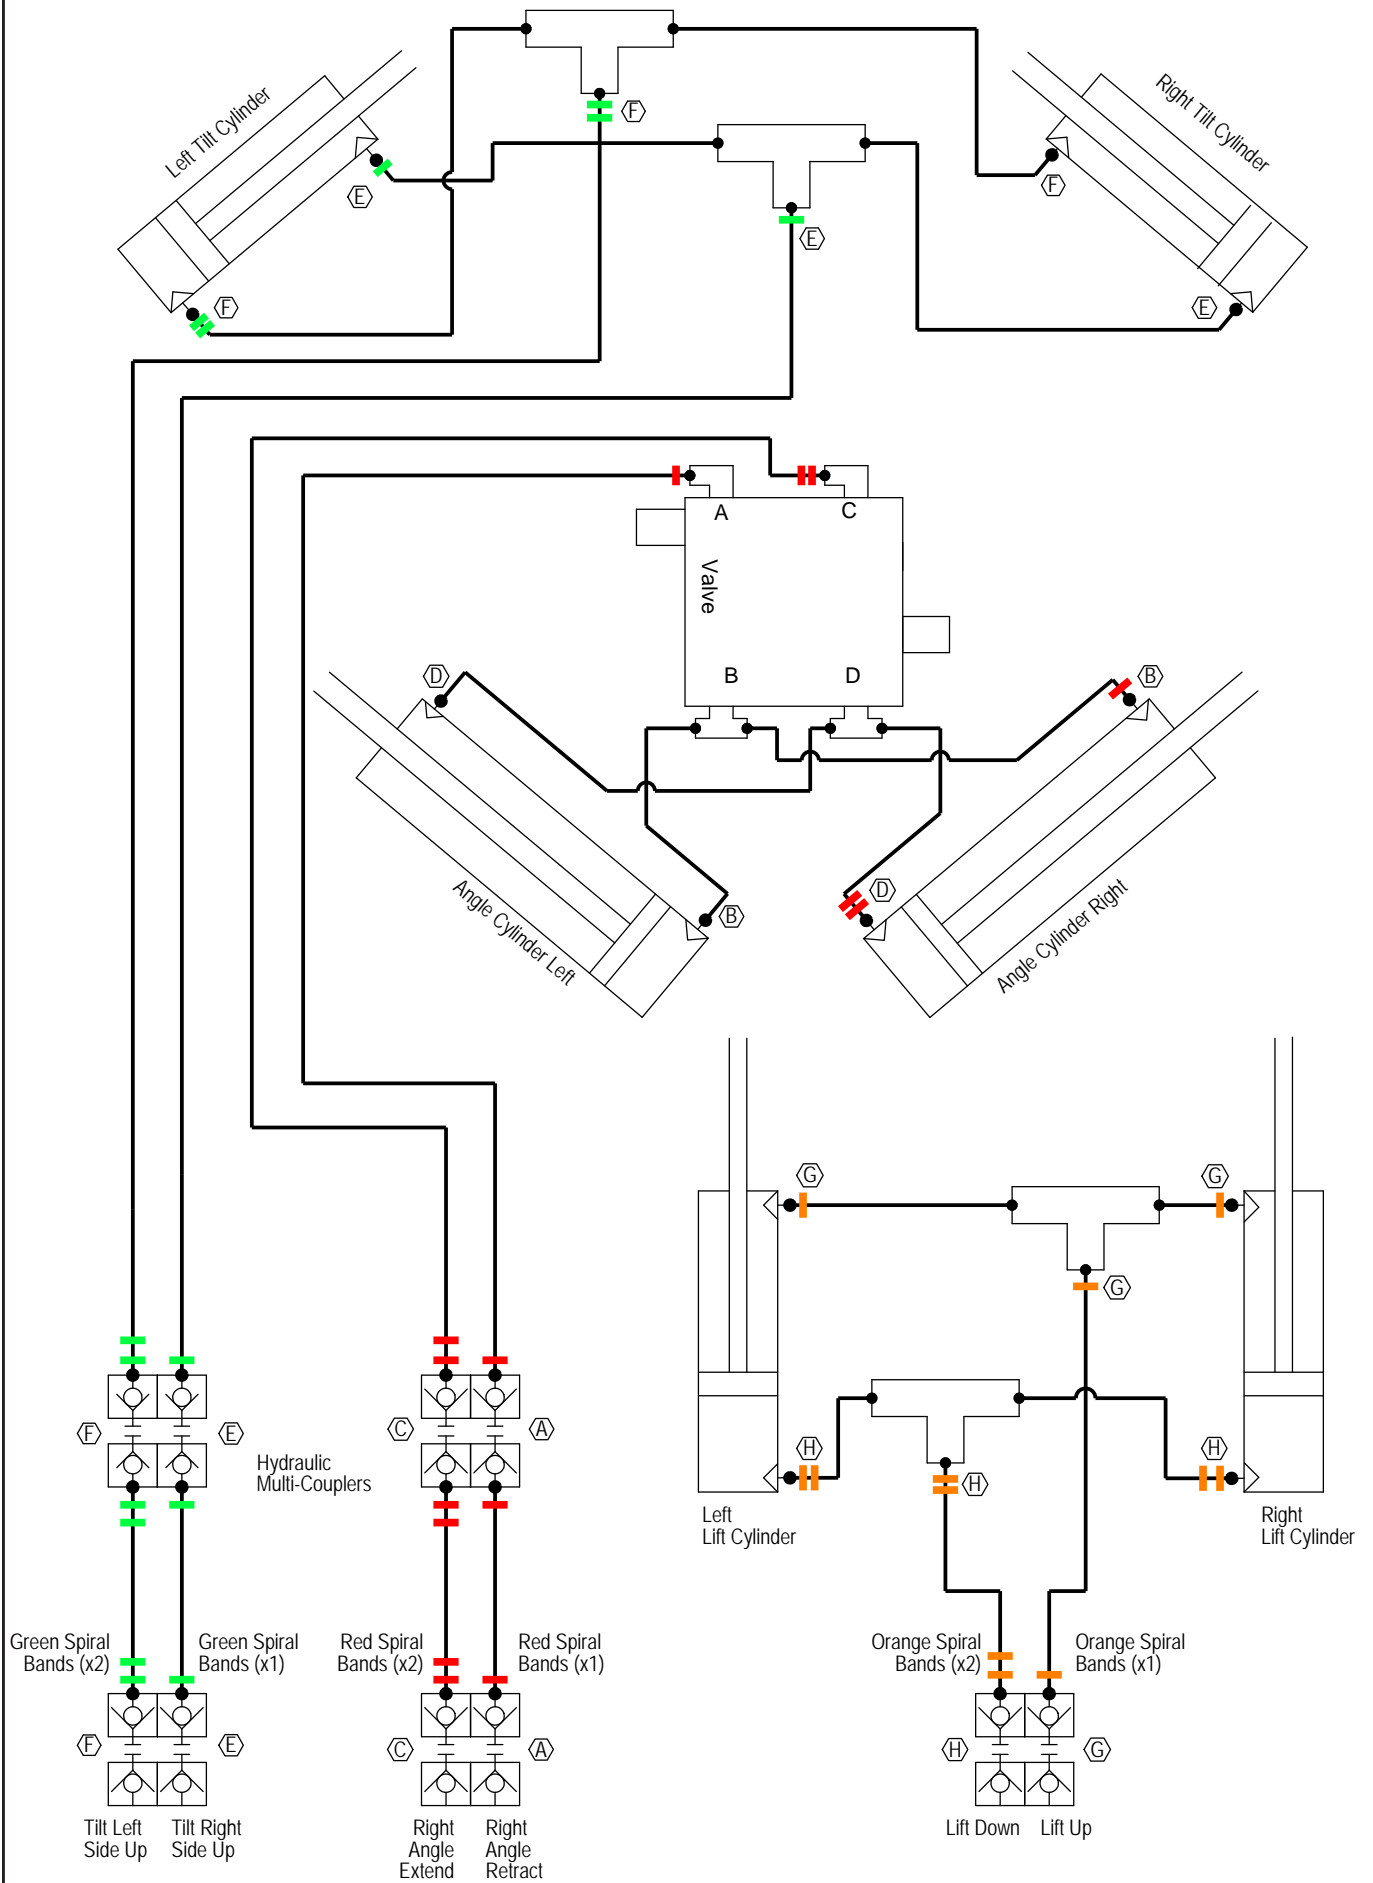 F
Left Tilt Cylinder
Right Tilt Cylinder
E
F
E
F
E
A
C
Valve
B
D
D
B
Angle Cylinder Left
B
D
Angle Cylinder Right
G
G
G
H
H
H
Left
Lift Cylinder
Right
Lift Cylinder
F
E
C
A
Hydraulic
Multi-Couplers
Green Spiral
Bands (x2)
Green Spiral
Bands (x1)
Red Spiral
Bands (x2)
Red Spiral
Bands (x1)
Orange Spiral
Bands (x2)
Orange Spiral
Bands (x1)
F
E
C
A
H
G
Tilt Left
Side Up
Tilt Right
Side Up
Right
Angle
Extend
Right
Angle
Retract
Lift Down
Lift Up